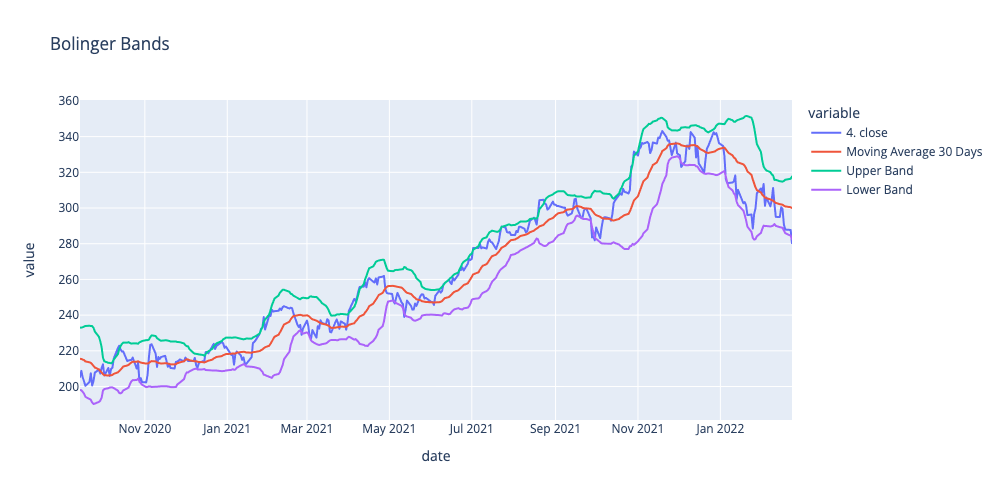 Bolinger Bands
variable
4. close
Moving Average 30 Days
Upper Band
Lower Band
value
360
340
320
300
280
260
240
220
200
Nov 2020 Jan 2021 Mar 2021 May 2021 Jul 2021 Sep 2021 Nov 2021 Jan 2022
date